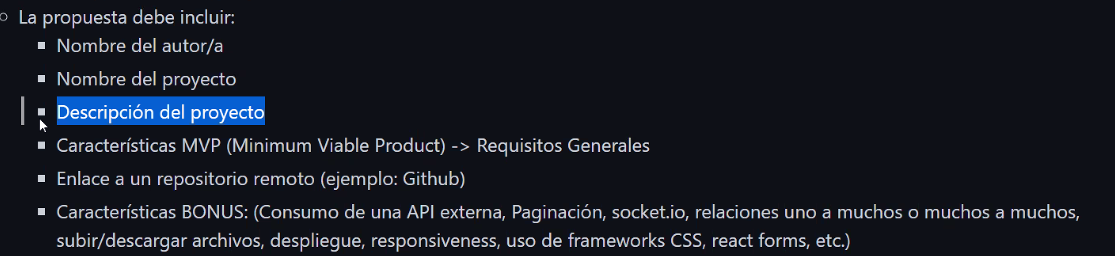 La propuesta debe incluir:
Nombre del autor/a
Nombre del proyecto
Descripción del proyecto
Características MVP (Minimum Viable Product) -> Requisitos Generales
Enlace a un repositorio remoto (ejemplo: Github)
Características BONUS: (Consumo de una API externa, Paginación, socket.io, relaciones uno a muchos o muchos a muchos,
subir/descargar archivos, despliegue, responsiveness, uso de frameworks CSS, react forms, etc.)